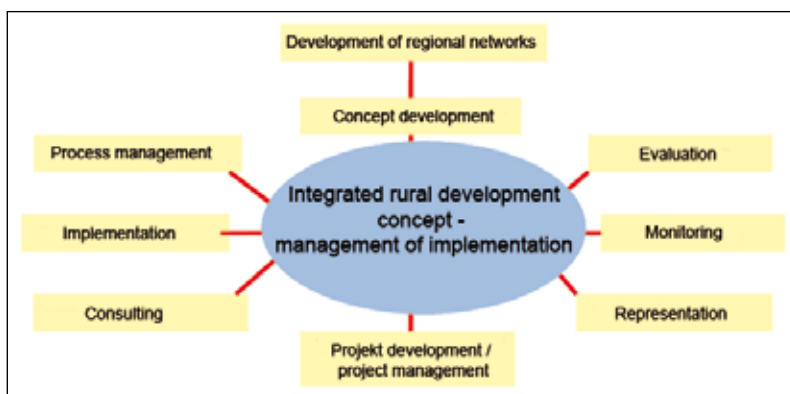 Development of regional networks
Concept development
Process management
Evaluation
Integrated rural development
concept -
management of implementation
Implementation
Monitoring
Consulting
Representation
Projekt development /
project management